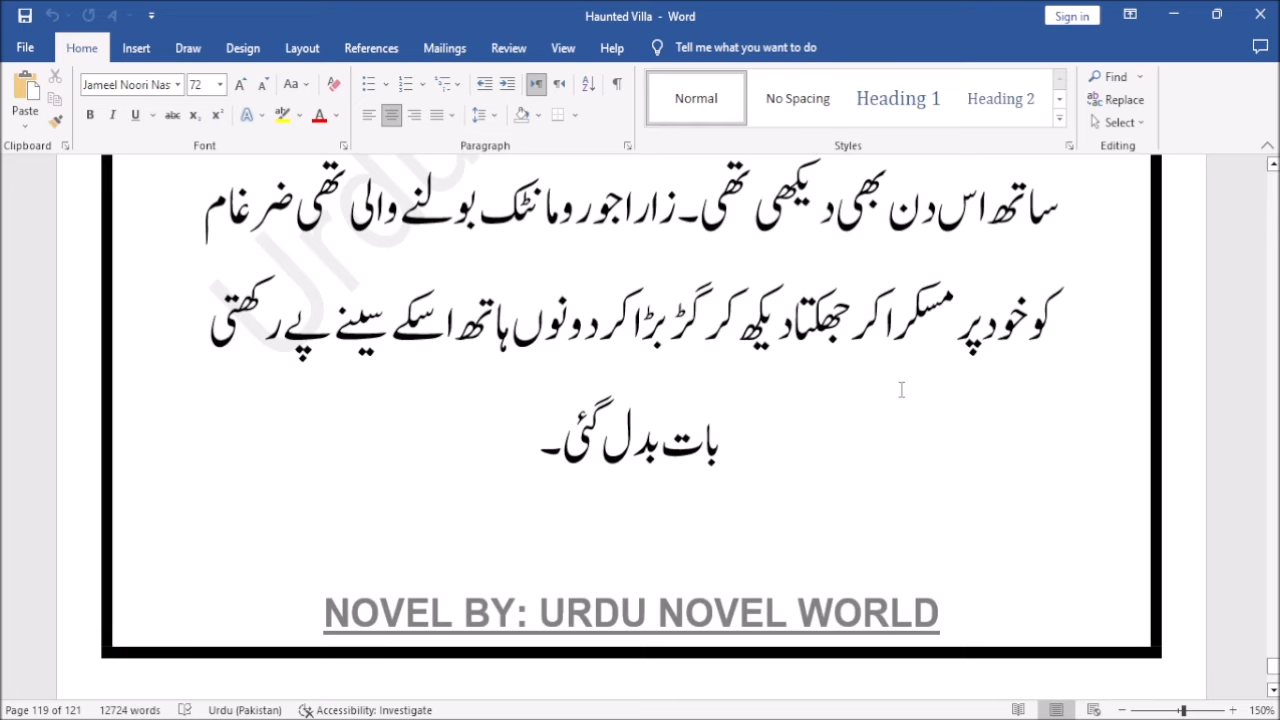 Haunted Villa - Word
Sign in
File Home Insert Draw Design Layout References Mailings Review View Help Tell me what you want to do
Paste
Jameel Noori Nas 72
Normal No Spacing Heading 1 Heading 2
Find
Replace
Select
Clipboard Font Paragraph Styles Editing
Urdu
ساتھ اس دن بھی دیکھی تھی۔ زارا جو رومانٹک بولنے والی تھی ضرغام
کو خود پر مسکرا کر جھکتا دیکھ کر گڑبڑا کر دونوں ہاتھ اسکے سینے پے رکھتی
بات بدل گئی۔
NOVEL BY: URDU NOVEL WORLD
Page 119 of 121 12724 words Urdu (Pakistan) Accessibility: Investigate 150%